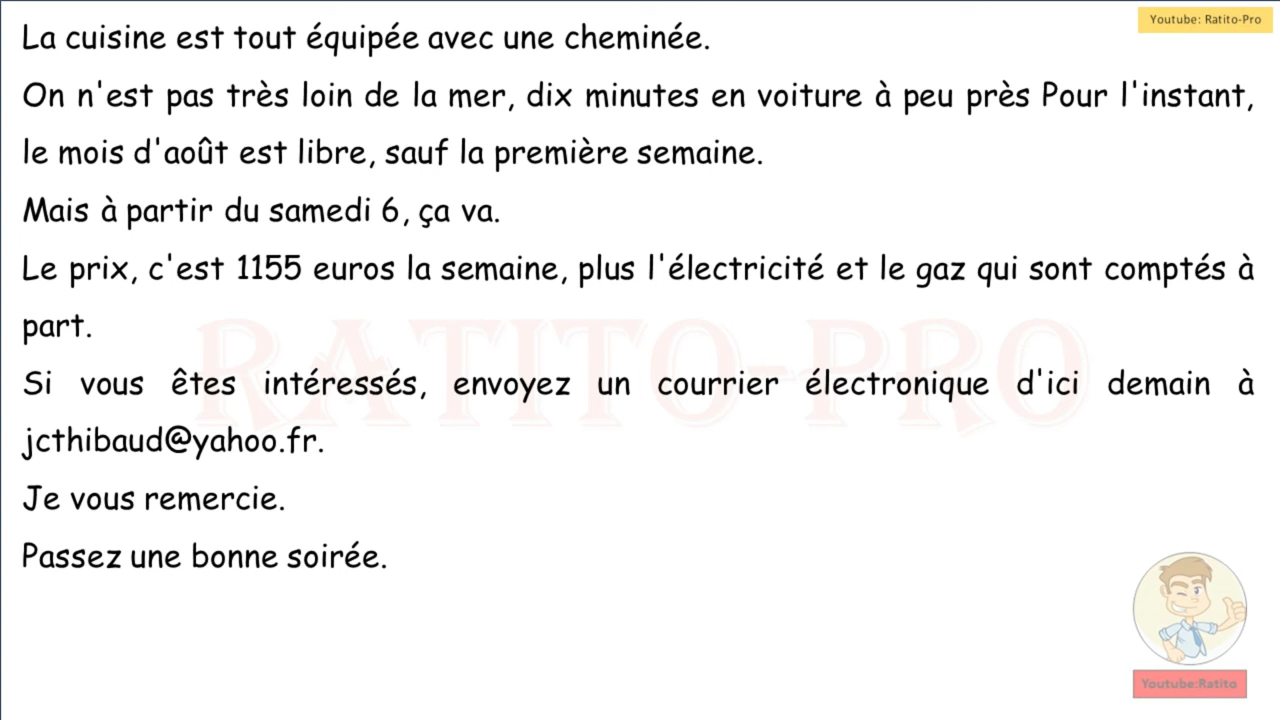 Youtube: Ratito-Pro
La cuisine est tout équipée avec une cheminée.
On n'est pas très loin de la mer, dix minutes en voiture à peu près Pour l'instant,
le mois d'août est libre, sauf la première semaine.
Mais à partir du samedi 6, ça va.
Le prix, c'est 1155 euros la semaine, plus l'électricité et le gaz qui sont comptés à
part.
RATITO-PRO
Si vous êtes intéressés, envoyez un courrier électronique d'ici demain à
jcthibaud@yahoo.fr.
Je vous remercie.
Passez une bonne soirée.
Youtube:Ratito